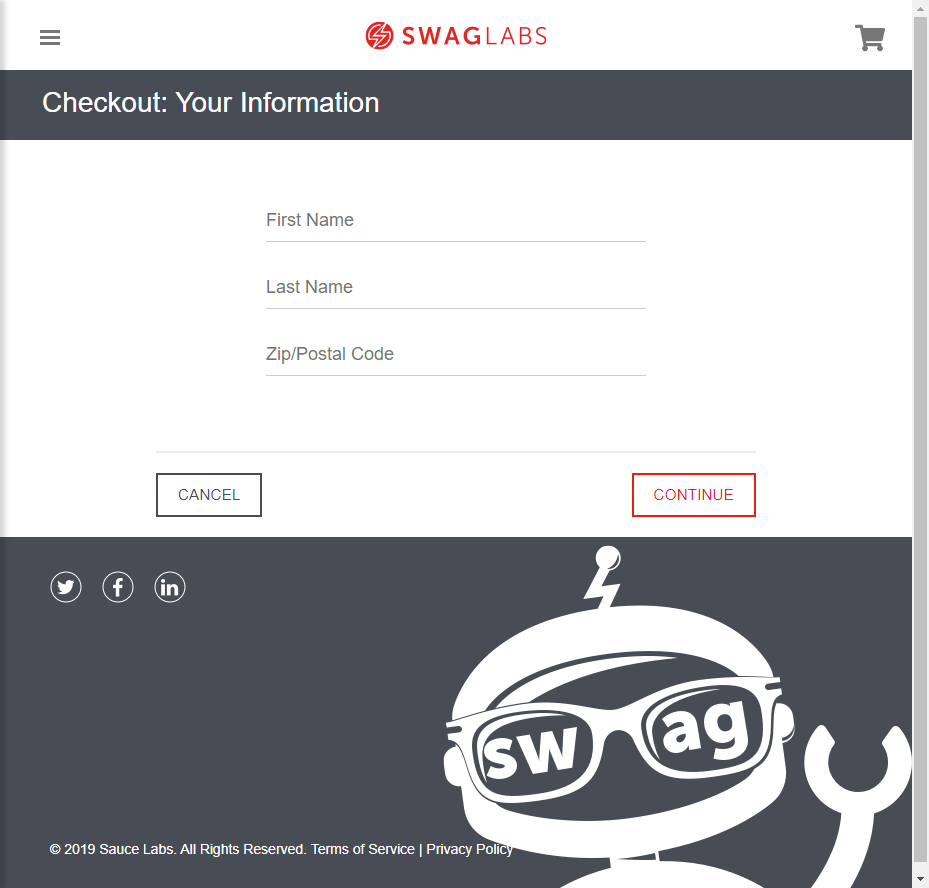 SWAGLABS
Checkout: Your Information
First Name
Last Name
Zip/Postal Code
CANCEL
CONTINUE
sw ag
© 2019 Sauce Labs. All Rights Reserved. Terms of Service | Privacy Policy